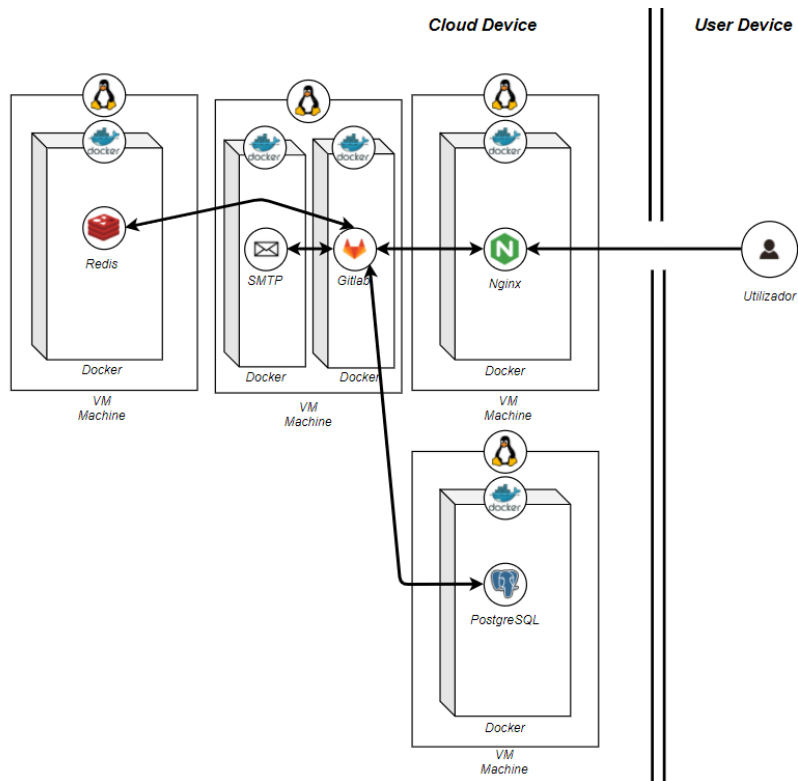 Cloud Device
User Device
docker
docker
docker
docker
Redis
SMTP
Gitlab
Nginx
Utilizador
Docker
Docker
Docker
Docker
VM
Machine
VM
Machine
VM
Machine
docker
PostgreSQL
Docker
VM
Machine